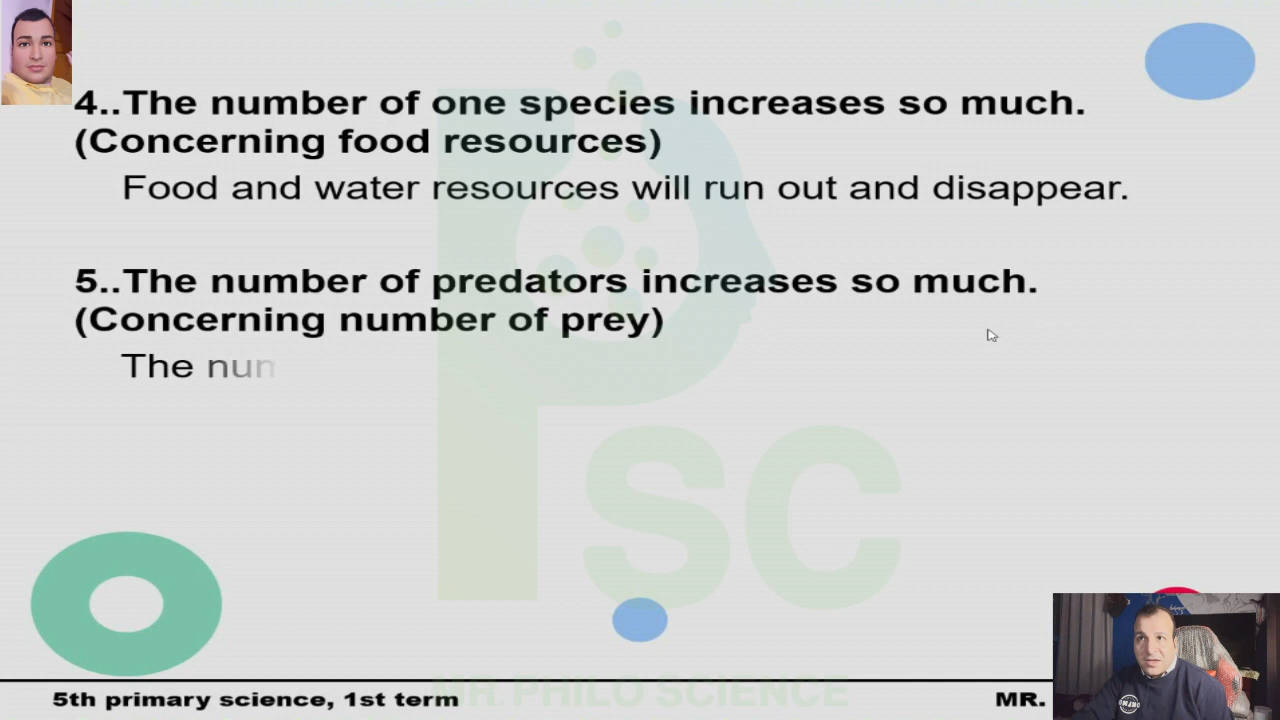 4..The number of one species increases so much.
(Concerning food resources)
Food and water resources will run out and disappear.
5..The number of predators increases so much.
(Concerning number of prey)
The num
Psc
MR. PHILO SCIENCE
5th primary science, 1st term
MR.